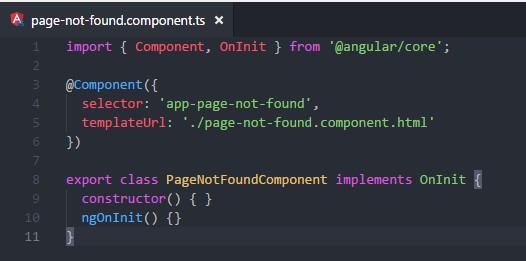 page-not-found.component.ts ×
1 import { Component, OnInit } from '@angular/core';
2
3 @Component({
4 selector: 'app-page-not-found',
5 templateUrl: './page-not-found.component.html'
6 })
7
8 export class PageNotFoundComponent implements OnInit {
9 constructor() { }
10 ngOnInit() {}
11 }